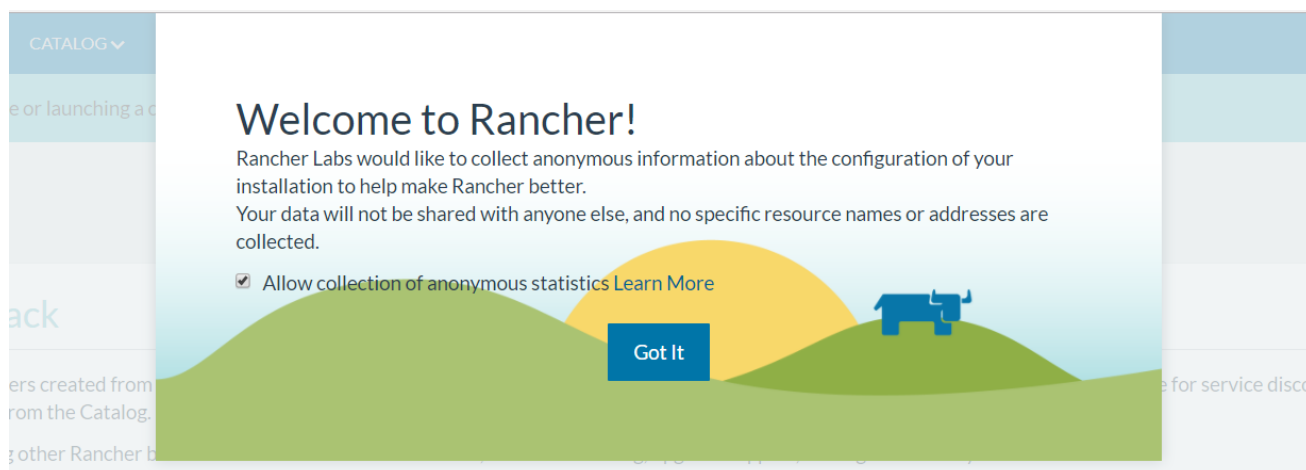 CATALOG
e or launching a c
Welcome to Rancher!
Rancher Labs would like to collect anonymous information about the configuration of your
installation to help make Rancher better.
Your data will not be shared with anyone else, and no specific resource names or addresses are
collected.
Allow collection of anonymous statistics Learn More
ack
Got It
ers created from
e for service disco
rom the Catalog.
g other Rancher b